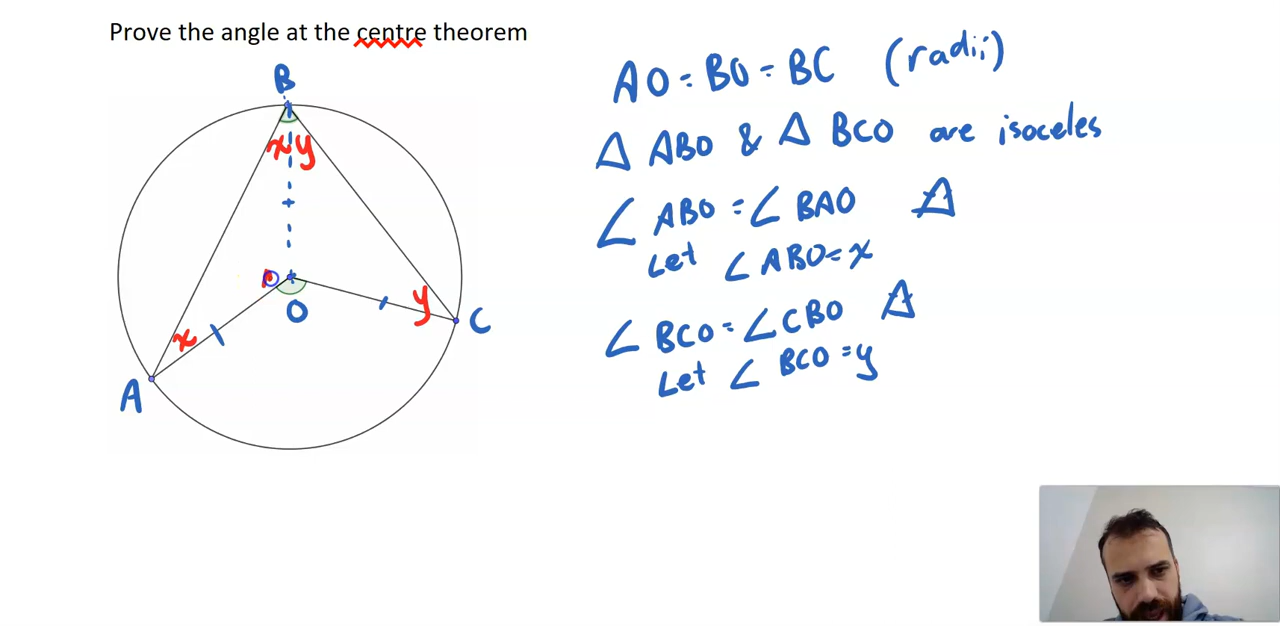 Prove the angle at the centre theorem
B
x y
O
x
y
A
C
AO = BO = BC (radii)
△ ABO & △ BCO are isoceles
∠ ABO = ∠ BAO
Let ∠ ABO = x
∠ BCO = ∠ CBO
Let ∠ BCO = y